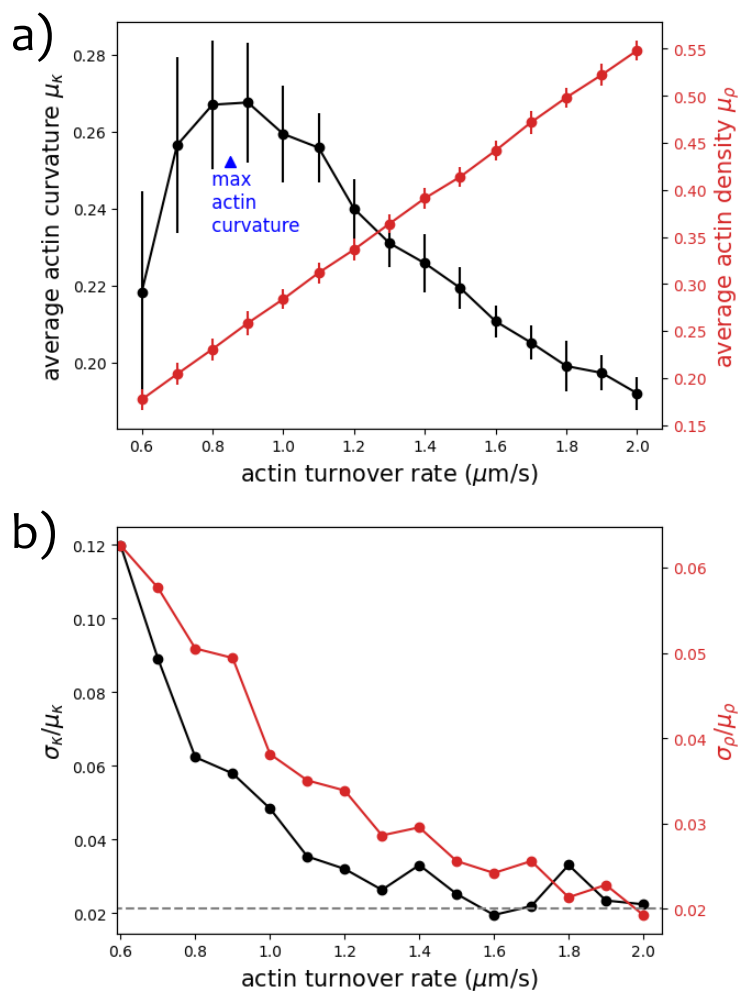 a)
average actin curvature μκ
0.28
0.26
0.24
0.22
0.20
max
actin
curvature
0.55
0.50
0.45
0.40
0.35
0.30
0.25
0.20
0.15
average actin density μρ
0.6 0.8 1.0 1.2 1.4 1.6 1.8 2.0
actin turnover rate (μm/s)
b)
σκ/μκ
0.12
0.10
0.08
0.06
0.04
0.02
0.06
0.05
0.04
0.03
0.02
σρ/μρ
0.6 0.8 1.0 1.2 1.4 1.6 1.8 2.0
actin turnover rate (μm/s)